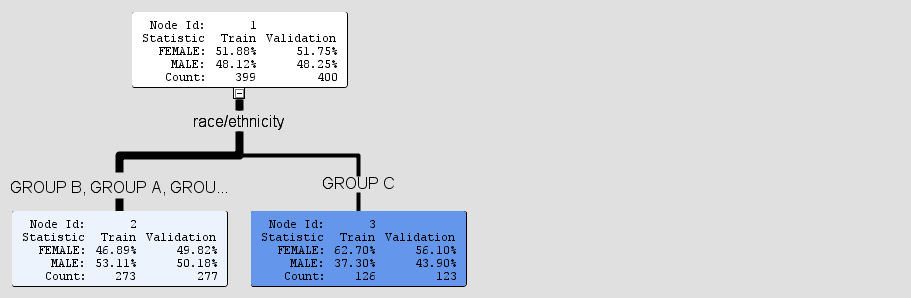 Node Id: 1
Statistic Train Validation
FEMALE: 51.88% 51.75%
MALE: 48.12% 48.25%
Count: 399 400
race/ethnicity
GROUP B, GROUP A, GROU...
GROUP C
Node Id: 2
Statistic Train Validation
FEMALE: 46.89% 49.82%
MALE: 53.11% 50.18%
Count: 273 277
Node Id: 3
Statistic Train Validation
FEMALE: 62.70% 56.10%
MALE: 37.30% 43.90%
Count: 126 123